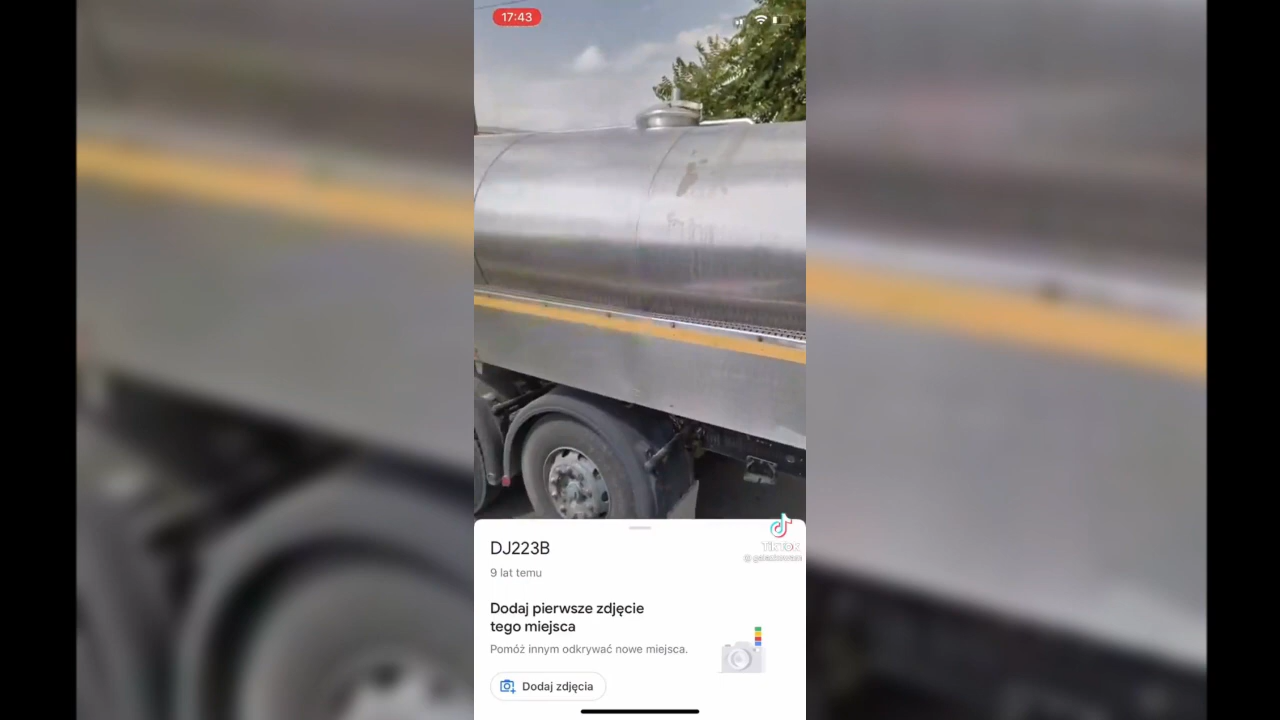 17:43
DJ223B
9 lat temu
Dodaj pierwsze zdjęcie
tego miejsca
Pomóż innym odkrywać nowe miejsca.
Dodaj zdjęcia
TikTok